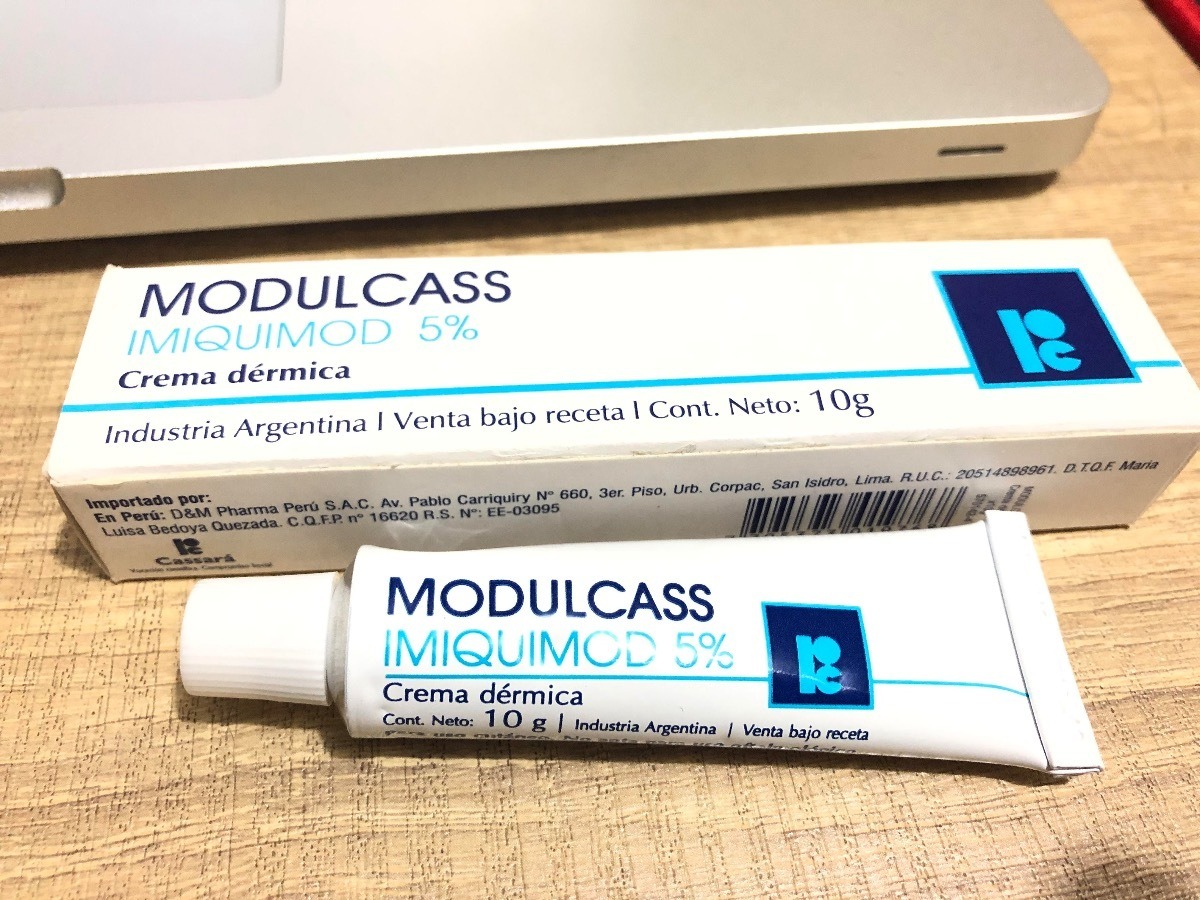 MODULCASS
IMIQUIMOD 5%
Crema dérmica
Industria Argentina | Venta bajo receta | Cont. Neto: 10g
Importado por:
En Perú: D&M Pharma Perú S.A.C. Av. Pablo Carriquiry N° 660, 3er. Piso, Urb. Corpac, San Isidro, Lima. R.U.C.: 20514898961. D.T.Q.F. Maria
Luisa Bedoya Quezada. C.Q.F.P. n° 16620 R.S. N°: EE-03095
Cassará
MODULCASS
IMIQUIMOD 5%
Crema dérmica
Cont. Neto: 10 g | Industria Argentina | Venta bajo receta